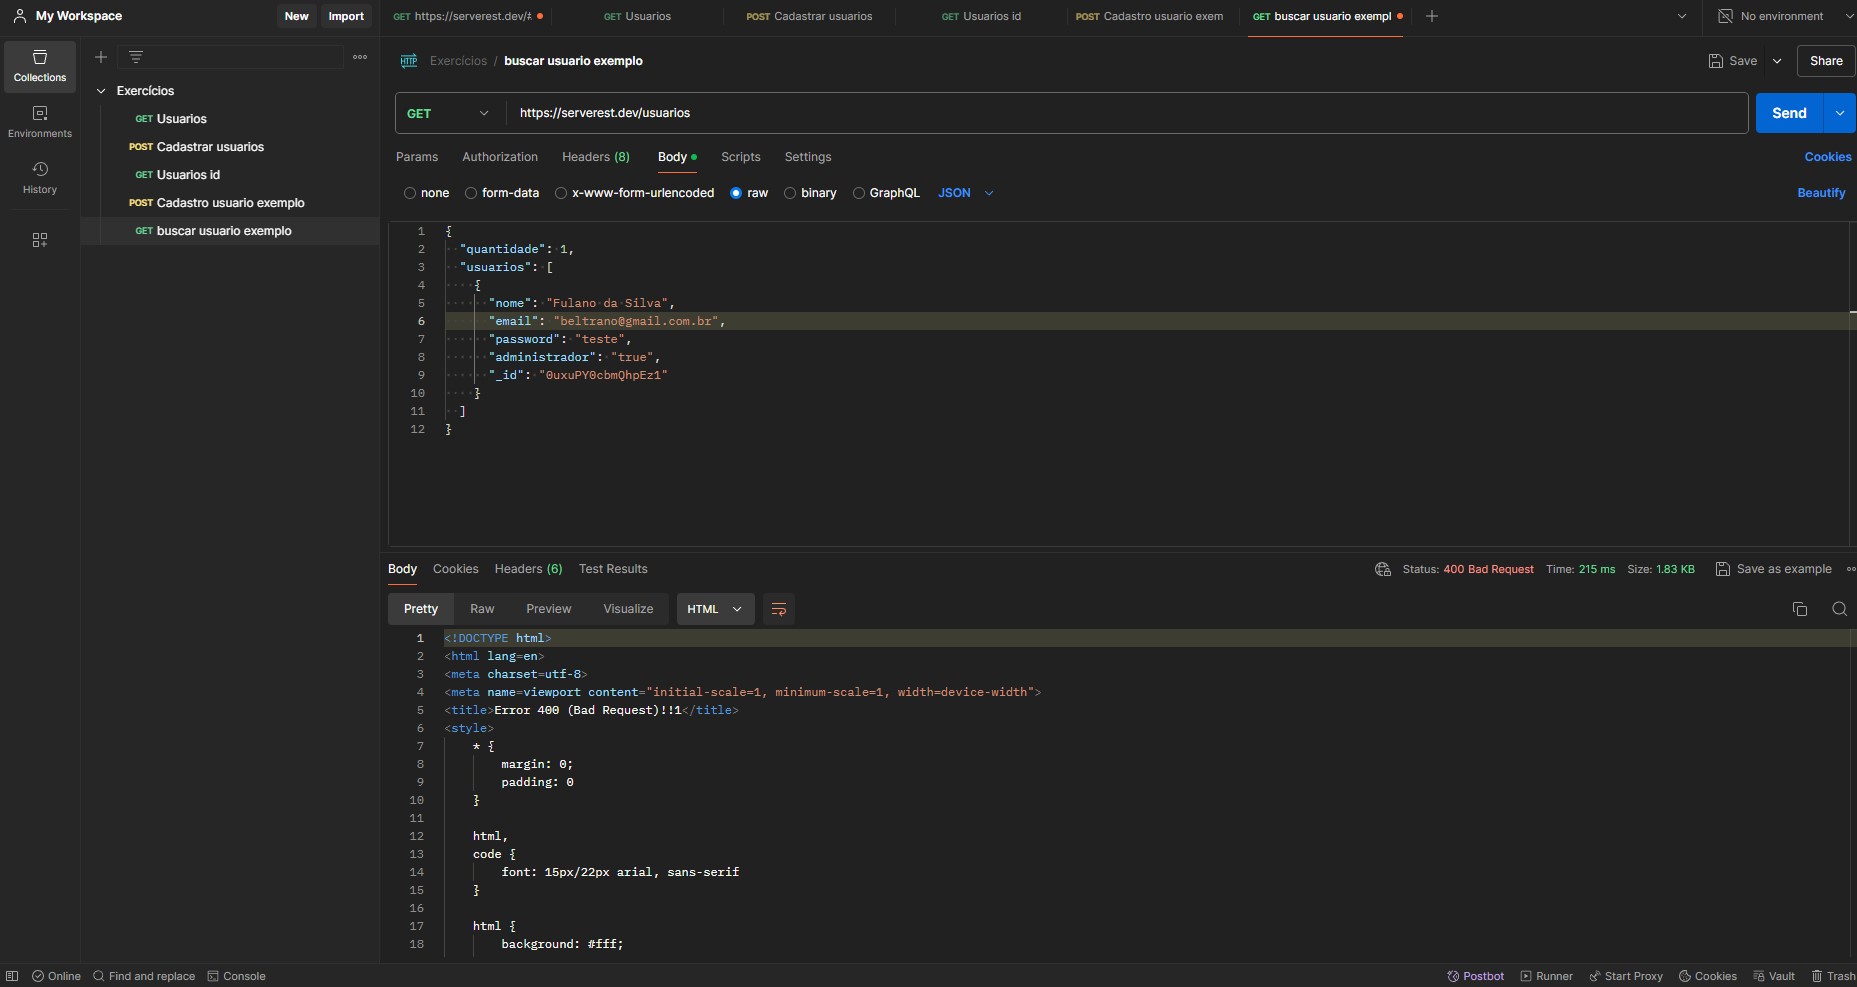 My Workspace
New
Import
GET https://serverest.dev/#
GET Usuarios
POST Cadastrar usuarios
GET Usuarios id
POST Cadastro usuario exem
GET buscar usuario exempl
No environment
Collections
Environments
History
Exercícios
GET Usuarios
POST Cadastrar usuarios
GET Usuarios id
POST Cadastro usuario exemplo
GET buscar usuario exemplo
HTTP Exercícios / buscar usuario exemplo
Save
Share
GET
https://serverest.dev/usuarios
Send
Params
Authorization
Headers (8)
Body
Scripts
Settings
Cookies
none
form-data
x-www-form-urlencoded
raw
binary
GraphQL
JSON
Beautify
1 {
2 "quantidade": 1,
3 "usuarios": [
4 {
5 "nome": "Fulano da Silva",
6 "email": "beltrano@gmail.com.br",
7 "password": "teste",
8 "administrador": "true",
9 "_id": "0uxuPY0cbmQhpEz1"
10 }
11 ]
12 }
Body
Cookies
Headers (6)
Test Results
Status: 400 Bad Request
Time: 215 ms
Size: 1.83 KB
Save as example
Pretty
Raw
Preview
Visualize
HTML
1 <!DOCTYPE html>
2 <html lang=en>
3 <meta charset=utf-8>
4 <meta name=viewport content="initial-scale=1, minimum-scale=1, width=device-width">
5 <title>Error 400 (Bad Request)!!1</title>
6 <style>
7 * {
8 margin: 0;
9 padding: 0
10 }
11
12 html,
13 code {
14 font: 15px/22px arial, sans-serif
15 }
16
17 html {
18 background: #fff;
Online
Find and replace
Console
Postbot
Runner
Start Proxy
Cookies
Vault
Trash